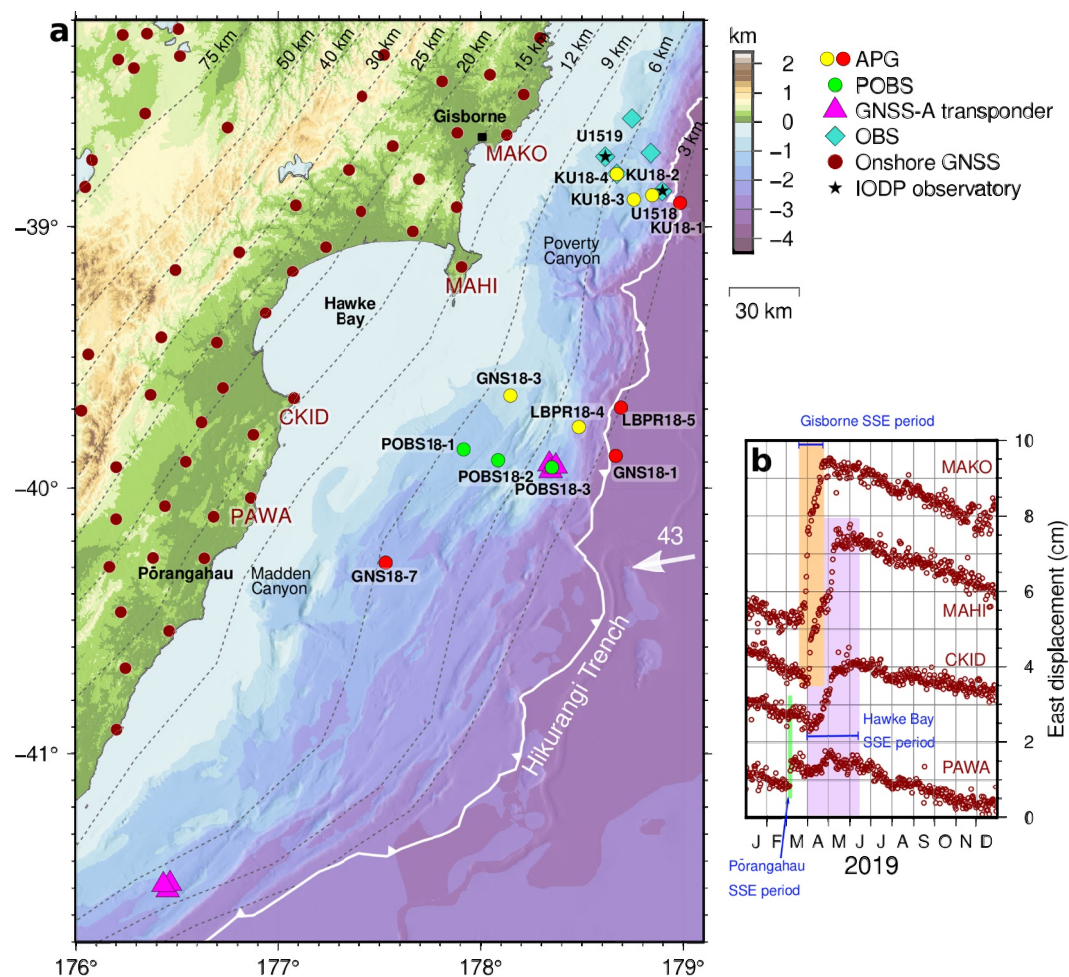 a
75 km
50 km
40 km
30 km
25 km
20 km
15 km
12 km
9 km
6 km
3 km
Gisborne
MAKO
U1519
KU18-4
KU18-2
KU18-3
U1518
KU18-1
Poverty
Canyon
MAHI
Hawke
Bay
CKID
GNS18-3
LBPR18-4
LBPR18-5
POBS18-1
POBS18-2
POBS18-3
GNS18-1
PAWA
Pōrangahau
Madden
Canyon
GNS18-7
43
Hikurangi Trench
−39°
−40°
−41°
176°
177°
178°
179°
km
2
1
0
−1
−2
−3
−4
APG
POBS
GNSS-A transponder
OBS
Onshore GNSS
IODP observatory
30 km
Gisborne SSE period
b
MAKO
MAHI
CKID
Hawke Bay
SSE period
PAWA
10
8
6
4
2
0
East displacement (cm)
J F M A M J J A S O N D
2019
Pōrangahau
SSE period